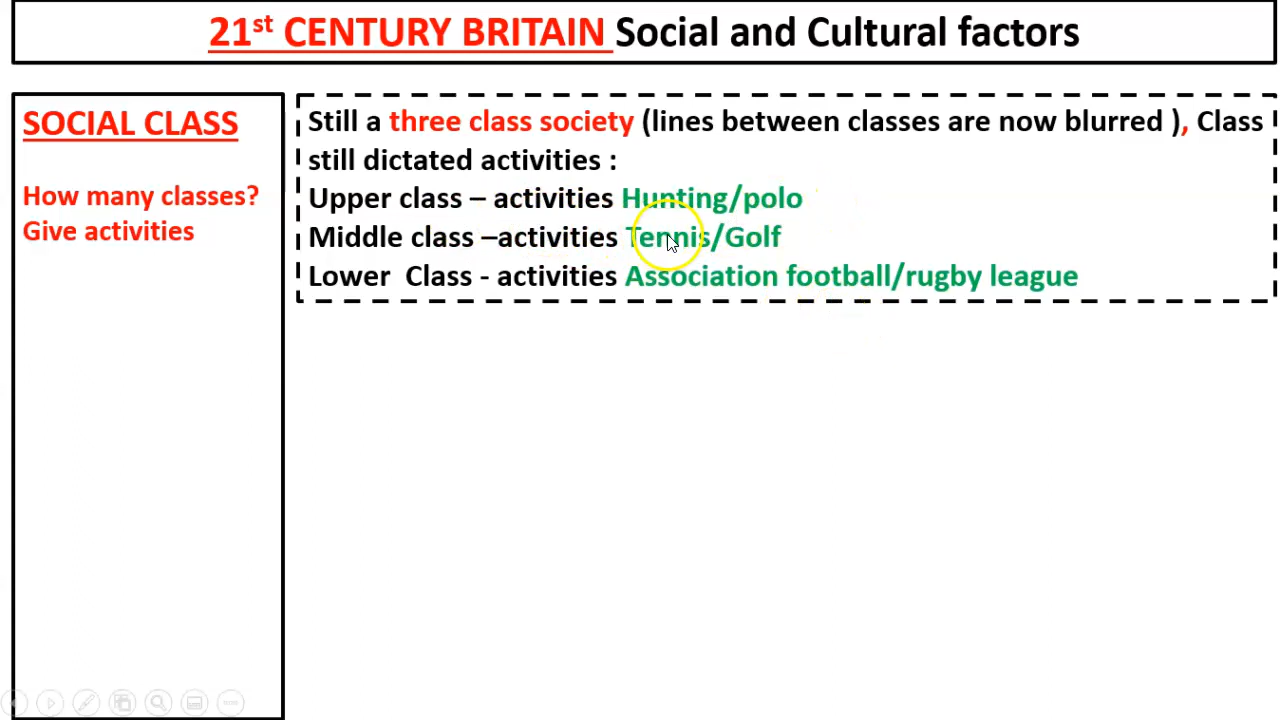 21st CENTURY BRITAIN Social and Cultural factors
SOCIAL CLASS
How many classes?
Give activities
Still a three class society (lines between classes are now blurred ), Class
still dictated activities :
Upper class – activities Hunting/polo
Middle class –activities Tennis/Golf
Lower  Class - activities Association football/rugby league